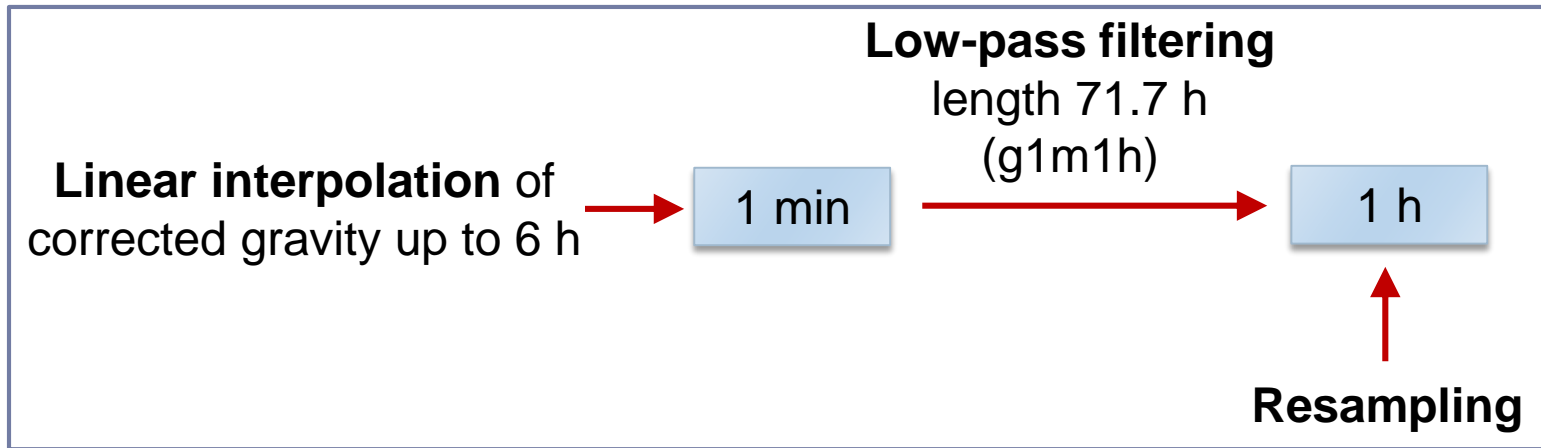 Linear interpolation of
corrected gravity up to 6 h
1 min
Low-pass filtering
length 71.7 h
(g1m1h)
1 h
Resampling